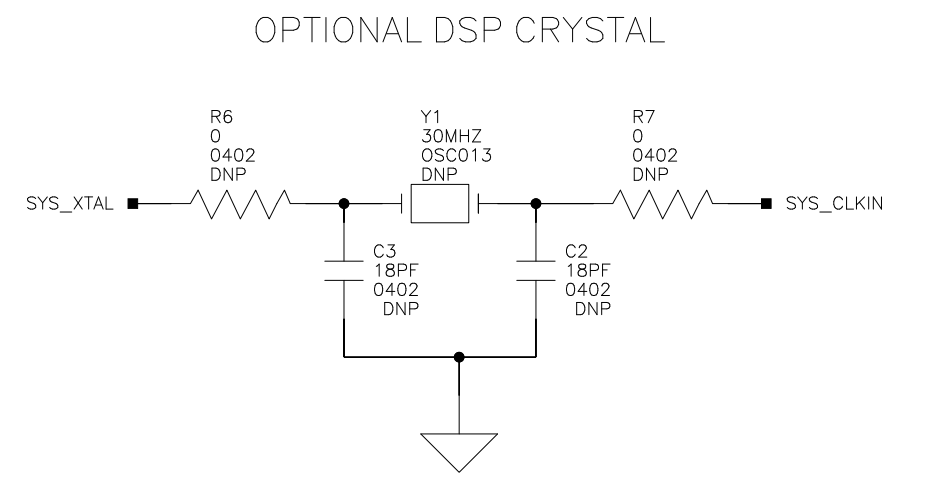 OPTIONAL DSP CRYSTAL
R6
0
0402
DNP
Y1
30MHZ
OSC013
DNP
R7
0
0402
DNP
SYS_XTAL
SYS_CLKIN
C3
18PF
0402
DNP
C2
18PF
0402
DNP